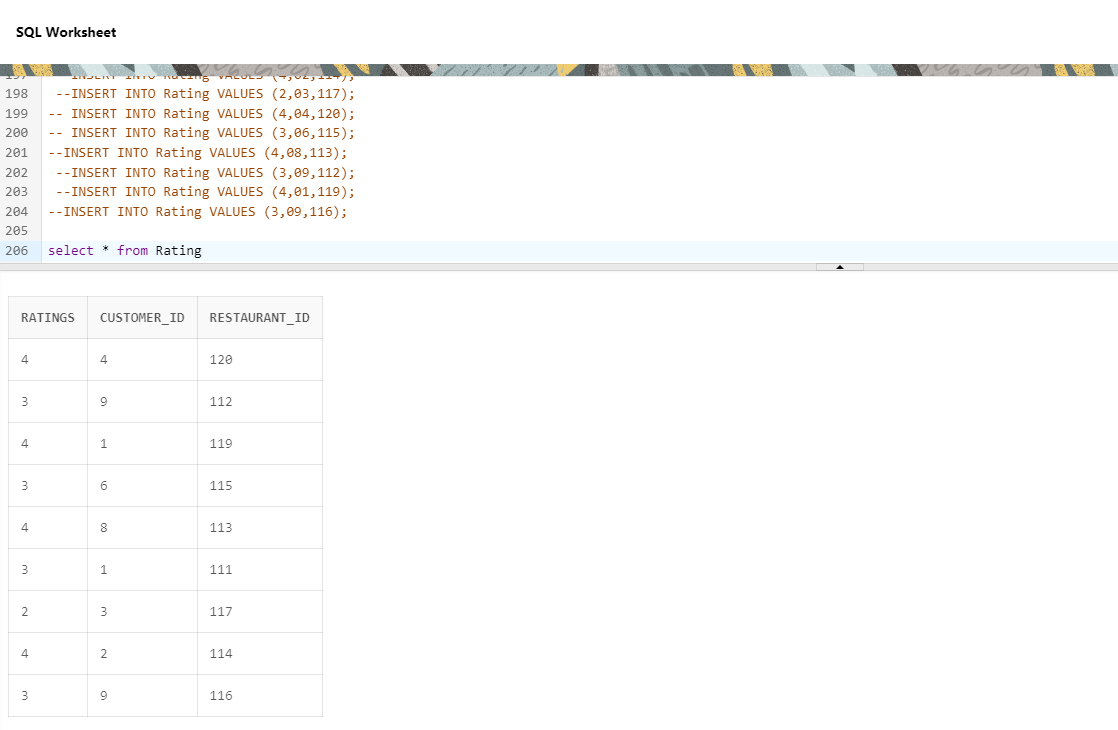 SQL Worksheet
197 --INSERT INTO Rating VALUES (4,02,114);
198 --INSERT INTO Rating VALUES (2,03,117);
199 -- INSERT INTO Rating VALUES (4,04,120);
200 -- INSERT INTO Rating VALUES (3,06,115);
201 --INSERT INTO Rating VALUES (4,08,113);
202 --INSERT INTO Rating VALUES (3,09,112);
203 --INSERT INTO Rating VALUES (4,01,119);
204 --INSERT INTO Rating VALUES (3,09,116);
205
206 select * from Rating
RATINGS CUSTOMER_ID RESTAURANT_ID
4 4 120
3 9 112
4 1 119
3 6 115
4 8 113
3 1 111
2 3 117
4 2 114
3 9 116